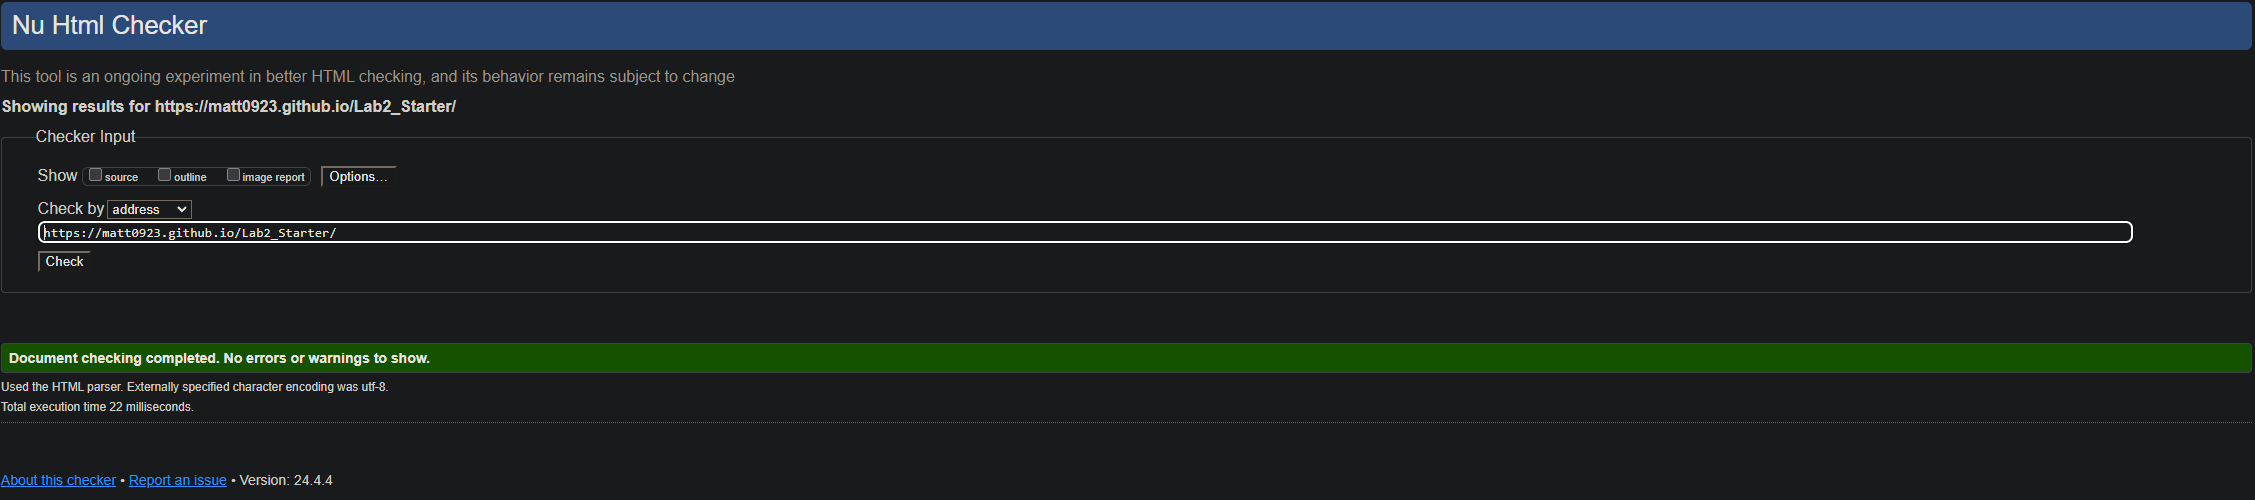 Nu Html Checker
This tool is an ongoing experiment in better HTML checking, and its behavior remains subject to change
Showing results for https://matt0923.github.io/Lab2_Starter/
Checker Input
Show source outline image report Options...
Check by address
https://matt0923.github.io/Lab2_Starter/
Check
Document checking completed. No errors or warnings to show.
Used the HTML parser. Externally specified character encoding was utf-8.
Total execution time 22 milliseconds.
About this checker • Report an issue • Version: 24.4.4